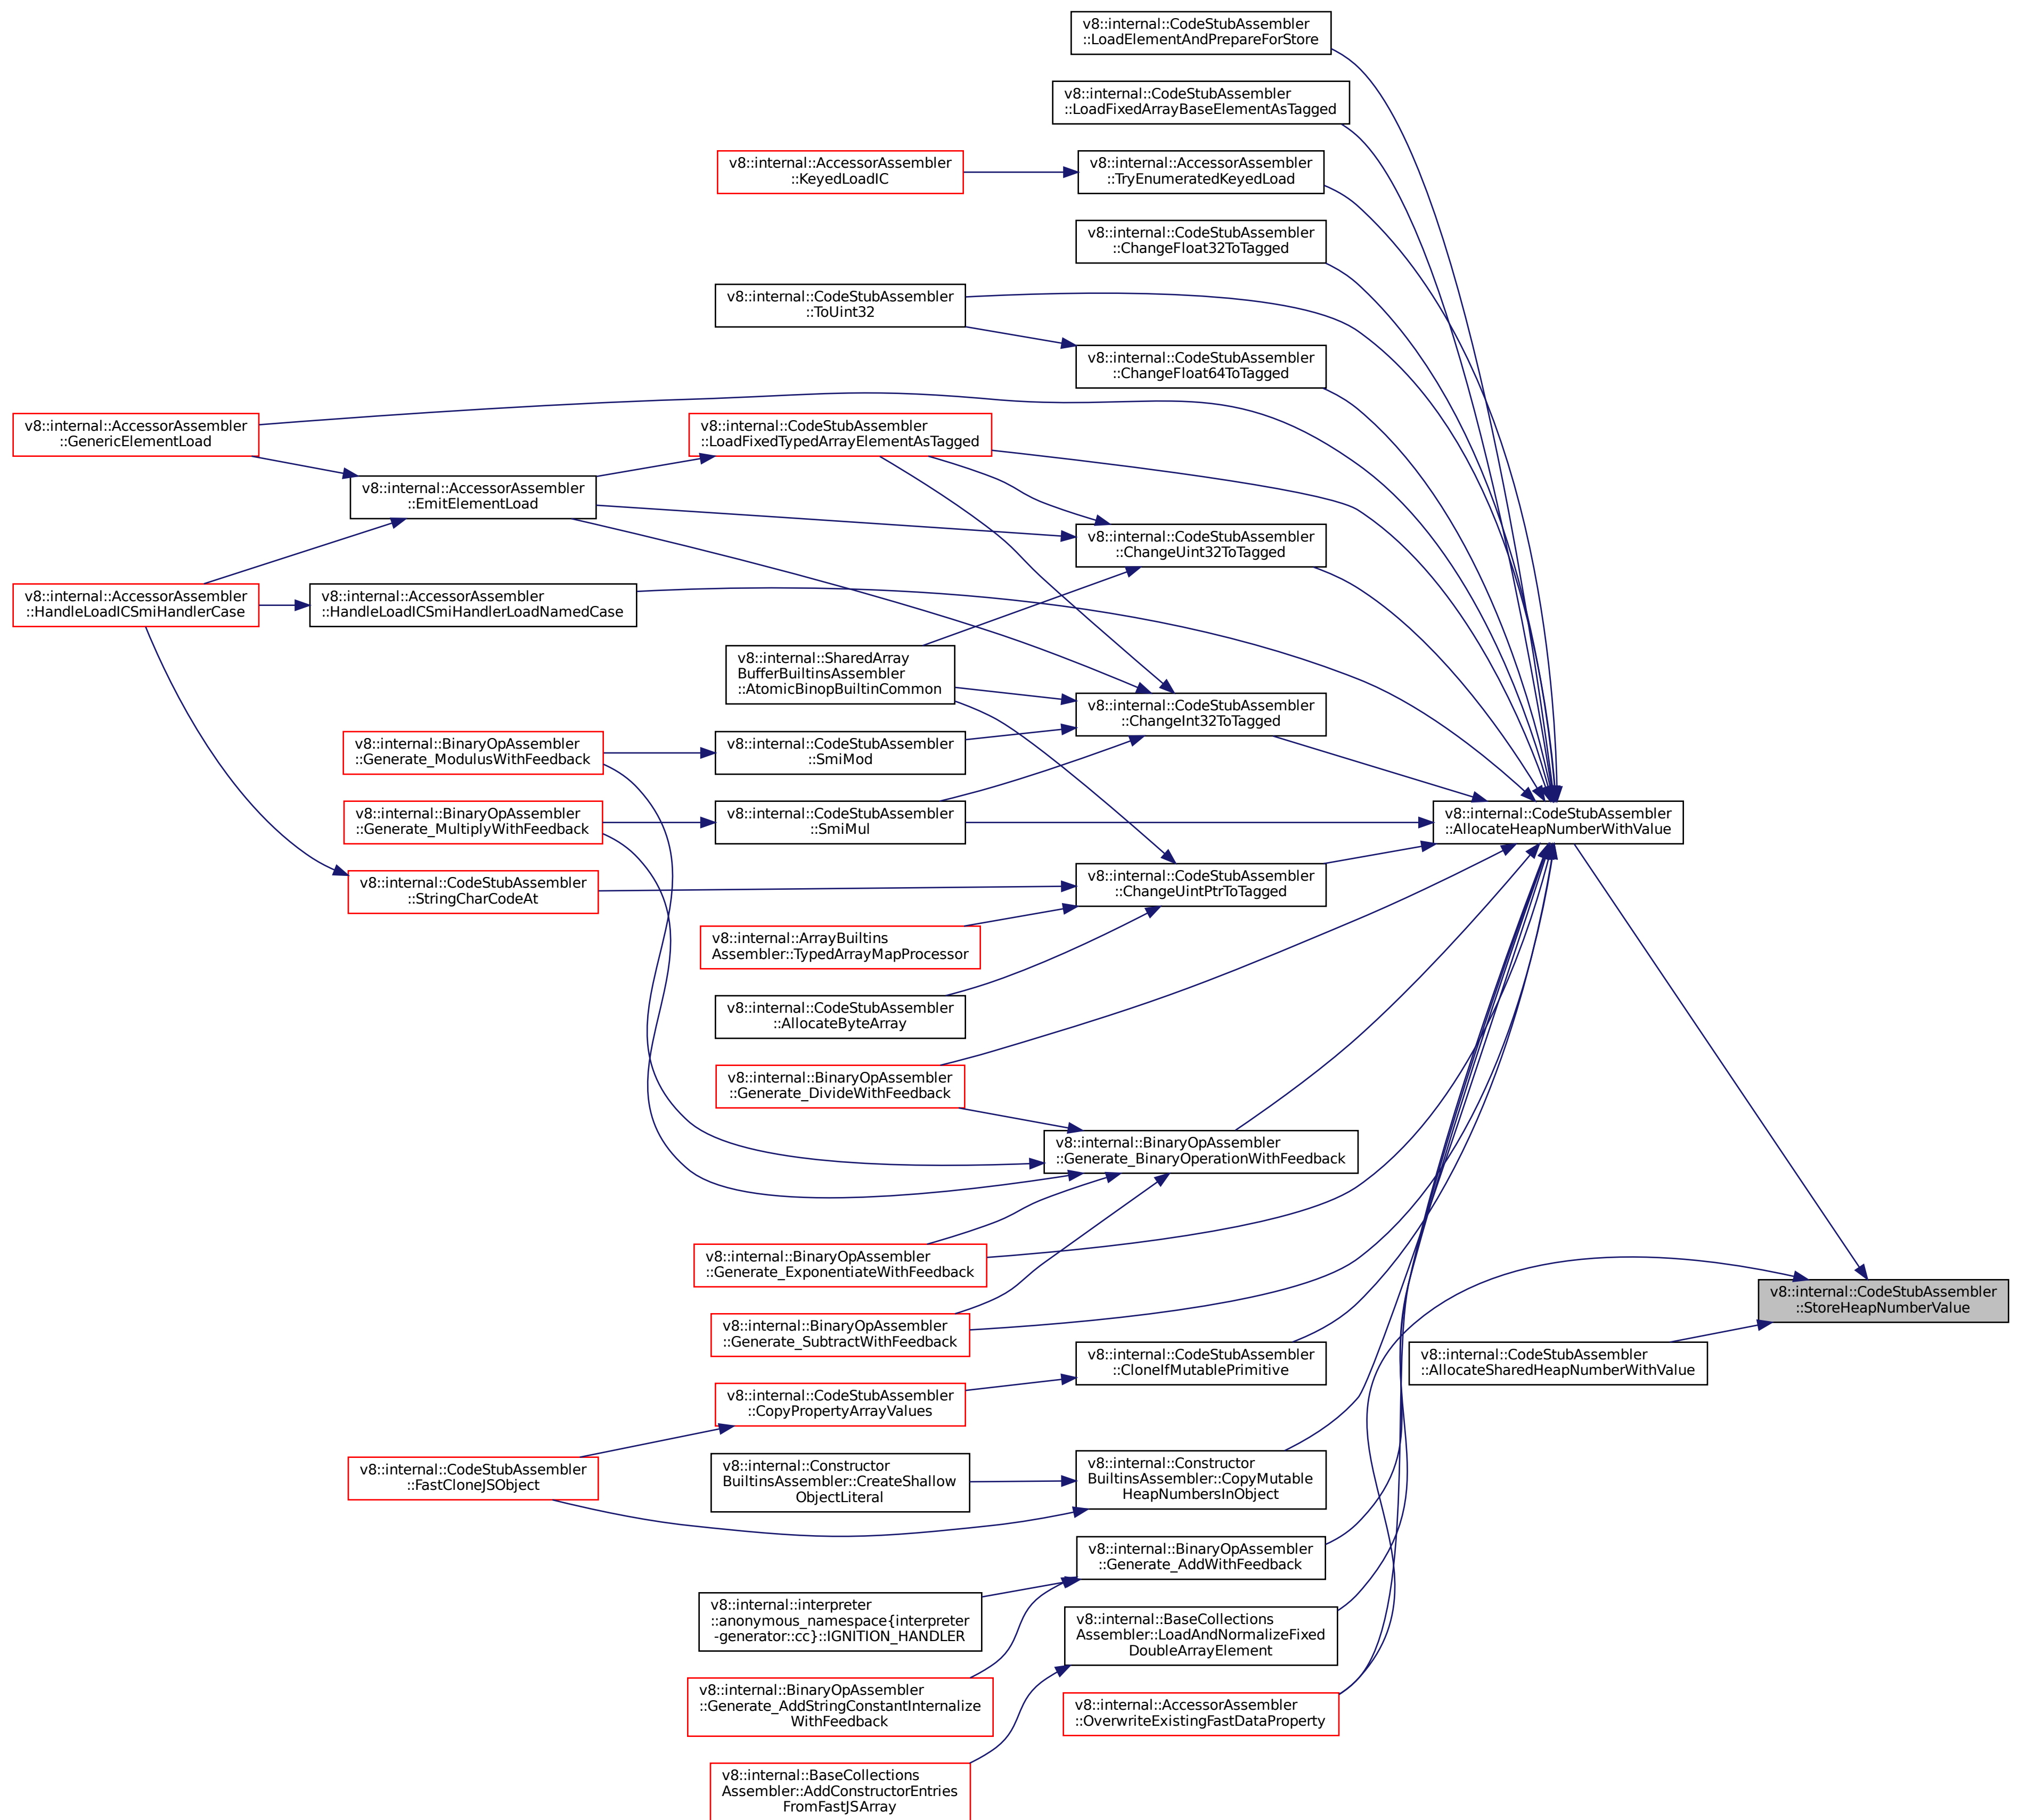 v8::internal::CodeStubAssembler
::LoadElementAndPrepareForStore
v8::internal::CodeStubAssembler
::LoadFixedArrayBaseElementAsTagged
v8::internal::AccessorAssembler
::KeyedLoadIC
v8::internal::AccessorAssembler
::TryEnumeratedKeyedLoad
v8::internal::CodeStubAssembler
::ChangeFloat32ToTagged
v8::internal::CodeStubAssembler
::ToUint32
v8::internal::CodeStubAssembler
::ChangeFloat64ToTagged
v8::internal::AccessorAssembler
::GenericElementLoad
v8::internal::CodeStubAssembler
::LoadFixedTypedArrayElementAsTagged
v8::internal::AccessorAssembler
::EmitElementLoad
v8::internal::CodeStubAssembler
::ChangeUint32ToTagged
v8::internal::AccessorAssembler
::HandleLoadICSmiHandlerCase
v8::internal::AccessorAssembler
::HandleLoadICSmiHandlerLoadNamedCase
v8::internal::SharedArray
BufferBuiltinsAssembler
::AtomicBinopBuiltinCommon
v8::internal::CodeStubAssembler
::ChangeInt32ToTagged
v8::internal::BinaryOpAssembler
::Generate_ModulusWithFeedback
v8::internal::CodeStubAssembler
::SmiMod
v8::internal::BinaryOpAssembler
::Generate_MultiplyWithFeedback
v8::internal::CodeStubAssembler
::SmiMul
v8::internal::CodeStubAssembler
::AllocateHeapNumberWithValue
v8::internal::CodeStubAssembler
::StringCharCodeAt
v8::internal::CodeStubAssembler
::ChangeUintPtrToTagged
v8::internal::ArrayBuiltins
Assembler::TypedArrayMapProcessor
v8::internal::CodeStubAssembler
::AllocateByteArray
v8::internal::BinaryOpAssembler
::Generate_DivideWithFeedback
v8::internal::BinaryOpAssembler
::Generate_BinaryOperationWithFeedback
v8::internal::BinaryOpAssembler
::Generate_ExponentiateWithFeedback
v8::internal::CodeStubAssembler
::StoreHeapNumberValue
v8::internal::BinaryOpAssembler
::Generate_SubtractWithFeedback
v8::internal::CodeStubAssembler
::CloneIfMutablePrimitive
v8::internal::CodeStubAssembler
::AllocateSharedHeapNumberWithValue
v8::internal::CodeStubAssembler
::CopyPropertyArrayValues
v8::internal::CodeStubAssembler
::FastCloneJSObject
v8::internal::Constructor
BuiltinsAssembler::CreateShallow
ObjectLiteral
v8::internal::Constructor
BuiltinsAssembler::CopyMutable
HeapNumbersInObject
v8::internal::BinaryOpAssembler
::Generate_AddWithFeedback
v8::internal::interpreter
::anonymous_namespace{interpreter
-generator::cc}::IGNITION_HANDLER
v8::internal::BaseCollections
Assembler::LoadAndNormalizeFixed
DoubleArrayElement
v8::internal::BinaryOpAssembler
::Generate_AddStringConstantInternalize
WithFeedback
v8::internal::AccessorAssembler
::OverwriteExistingFastDataProperty
v8::internal::BaseCollections
Assembler::AddConstructorEntries
FromFastJSArray